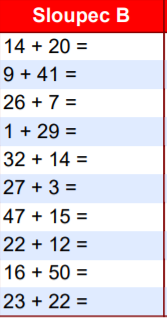 Sloupec B
14 + 20 =
9 + 41 =
26 + 7 =
1 + 29 =
32 + 14 =
27 + 3 =
47 + 15 =
22 + 12 =
16 + 50 =
23 + 22 =